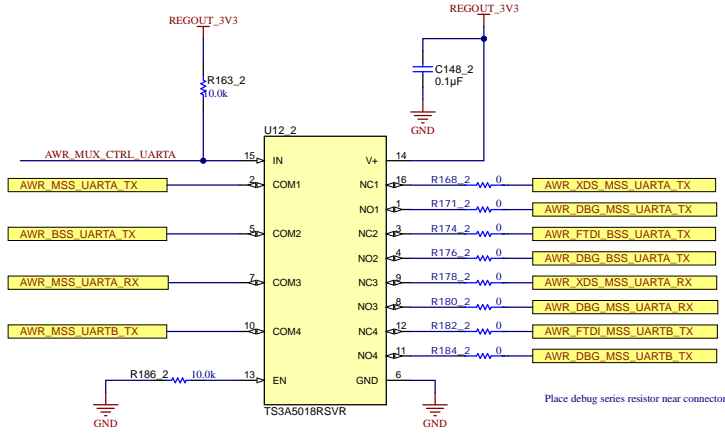 REGOUT_3V3
REGOUT_3V3
R163_2
10.0k
C148_2
0.1µF
GND
U12_2
AWR_MUX_CTRL_UARTA
15
IN
V+
14
AWR_MSS_UARTA_TX
2
COM1
NC1
16
R168_2
0
AWR_XDS_MSS_UARTA_TX
NO1
1
R171_2
0
AWR_DBG_MSS_UARTA_TX
AWR_BSS_UARTA_TX
5
COM2
NC2
3
R174_2
0
AWR_FTDI_BSS_UARTA_TX
NO2
4
R176_2
0
AWR_DBG_BSS_UARTA_TX
AWR_MSS_UARTA_RX
7
COM3
NC3
9
R178_2
0
AWR_XDS_MSS_UARTA_RX
NO3
8
R180_2
0
AWR_DBG_MSS_UARTA_RX
AWR_MSS_UARTB_TX
10
COM4
NC4
12
R182_2
0
AWR_FTDI_MSS_UARTB_TX
NO4
11
R184_2
0
AWR_DBG_MSS_UARTB_TX
R186_2
10.0k
13
EN
GND
6
TS3A5018RSVR
GND
GND
Place debug series resistor near connector